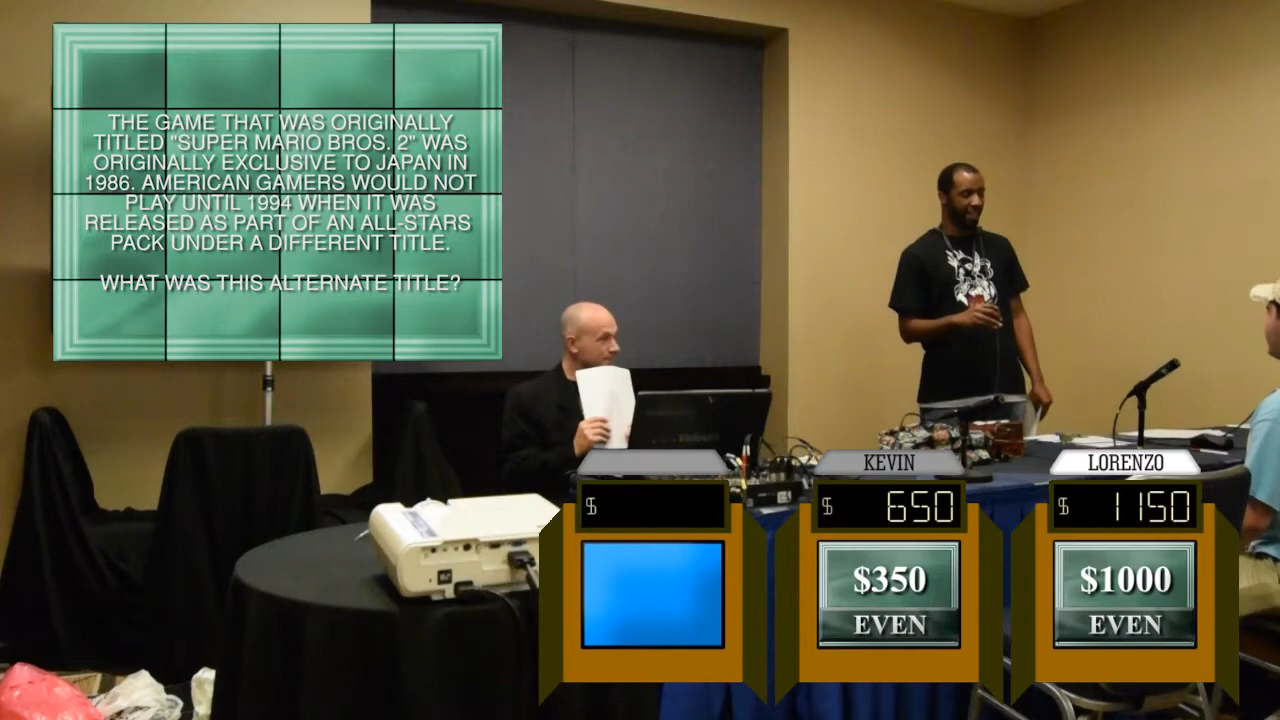 THE GAME THAT WAS ORIGINALLY
TITLED "SUPER MARIO BROS. 2" WAS
ORIGINALLY EXCLUSIVE TO JAPAN IN
1986. AMERICAN GAMERS WOULD NOT
PLAY UNTIL 1994 WHEN IT WAS
RELEASED AS PART OF AN ALL-STARS
PACK UNDER A DIFFERENT TITLE.
WHAT WAS THIS ALTERNATE TITLE?
KEVIN
LORENZO
$
$ 650
$ 1150
$350
EVEN
$1000
EVEN